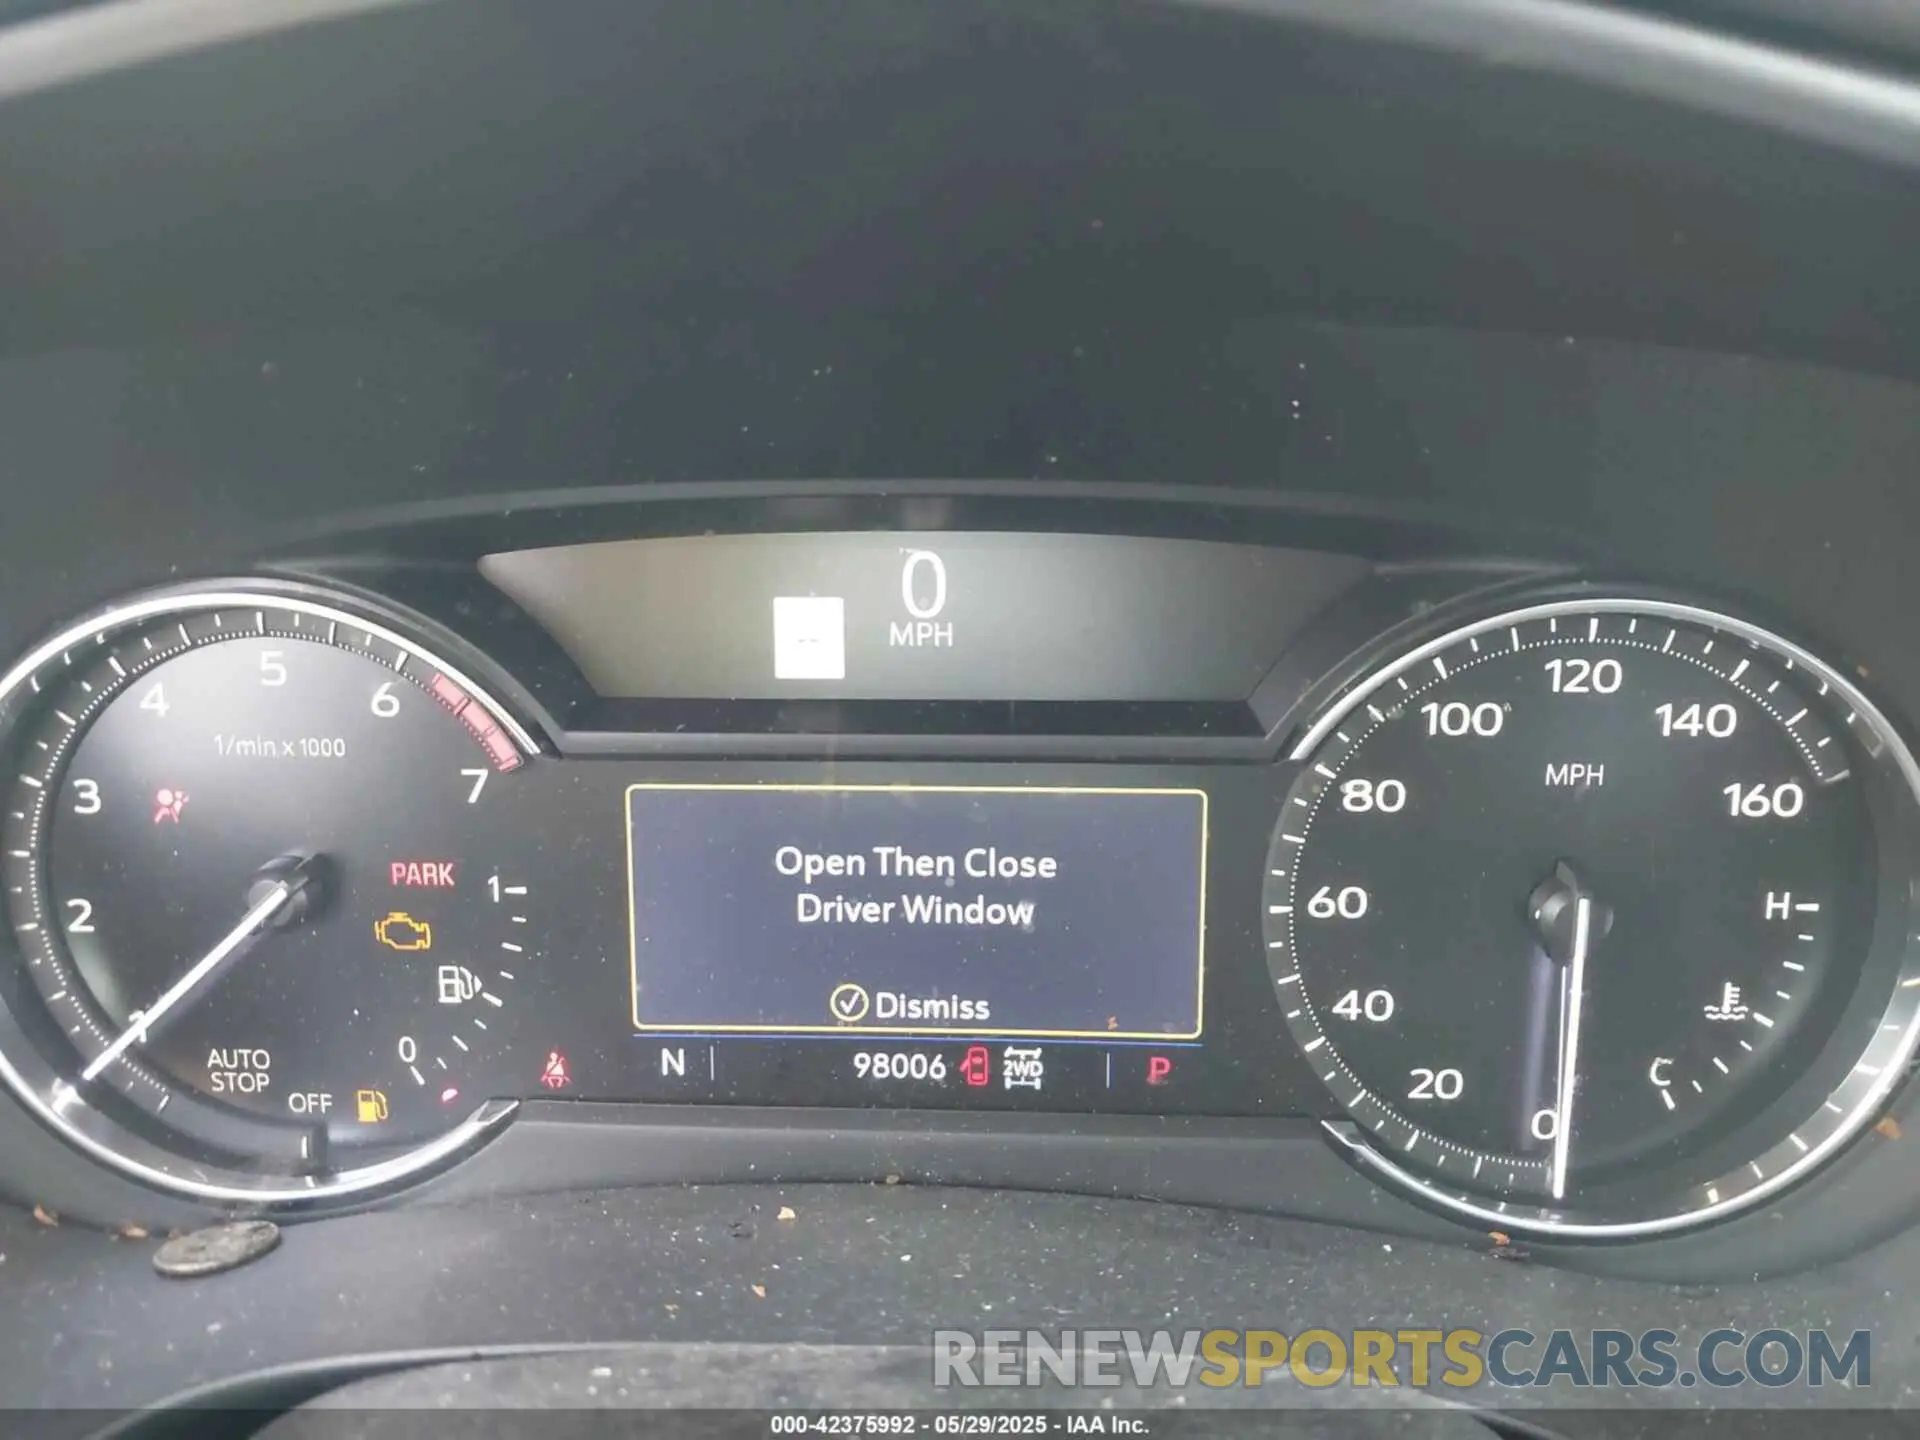 0
MPH
5
4
6
1/min x 1000
3
7
PARK
1
2
1
0
AUTO
STOP
OFF
Open Then Close
Driver Window
Dismiss
N
98006
2WD
P
120
100
140
MPH
80
160
60
H
40
C
20
0
RENEWSPORTSCARS.COM
000-42375992 - 05/29/2025 - IAA Inc.